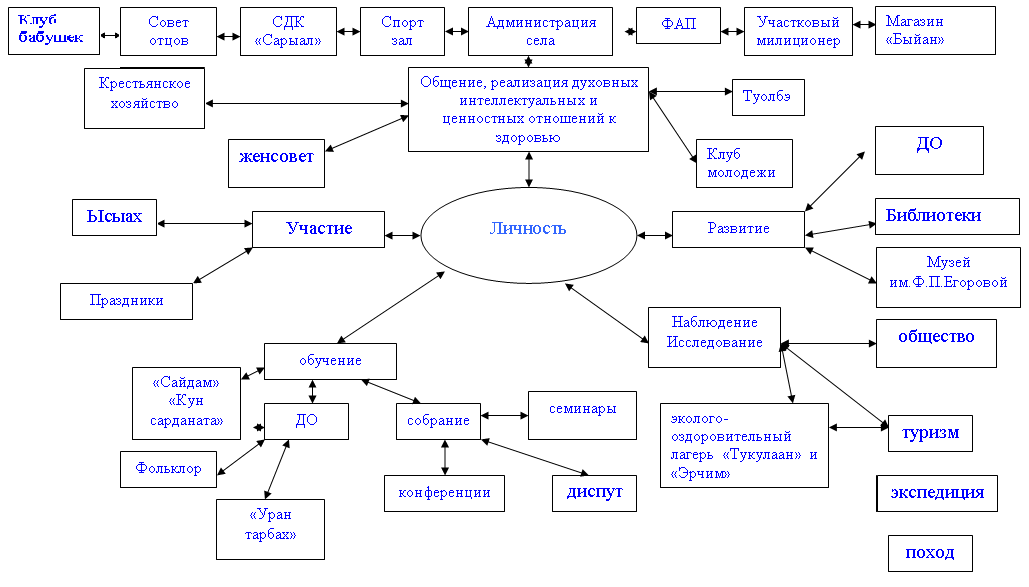 Клуб
бабушек
Совет
отцов
СДК
«Сарыал»
Спорт
зал
Администрация
села
ФАП
Участковый
милиционер
Магазин
«Быйан»
Крестьянское
хозяйство
Общение, реализация духовных
интеллектуальных и
ценностных отношений к
здоровью
Туолбэ
женсовет
Клуб
молодежи
ДО
Ысыах
Участие
Личность
Развитие
Библиотеки
Музей
им.Ф.П.Егоровой
Праздники
Наблюдение
Исследование
общество
обучение
«Сайдам»
«Кун
сарданата»
ДО
собрание
семинары
эколого-
оздоровительный
лагерь «Тукулаан» и
«Эрчим»
туризм
Фольклор
конференции
диспут
экспедиция
«Уран
тарбах»
поход